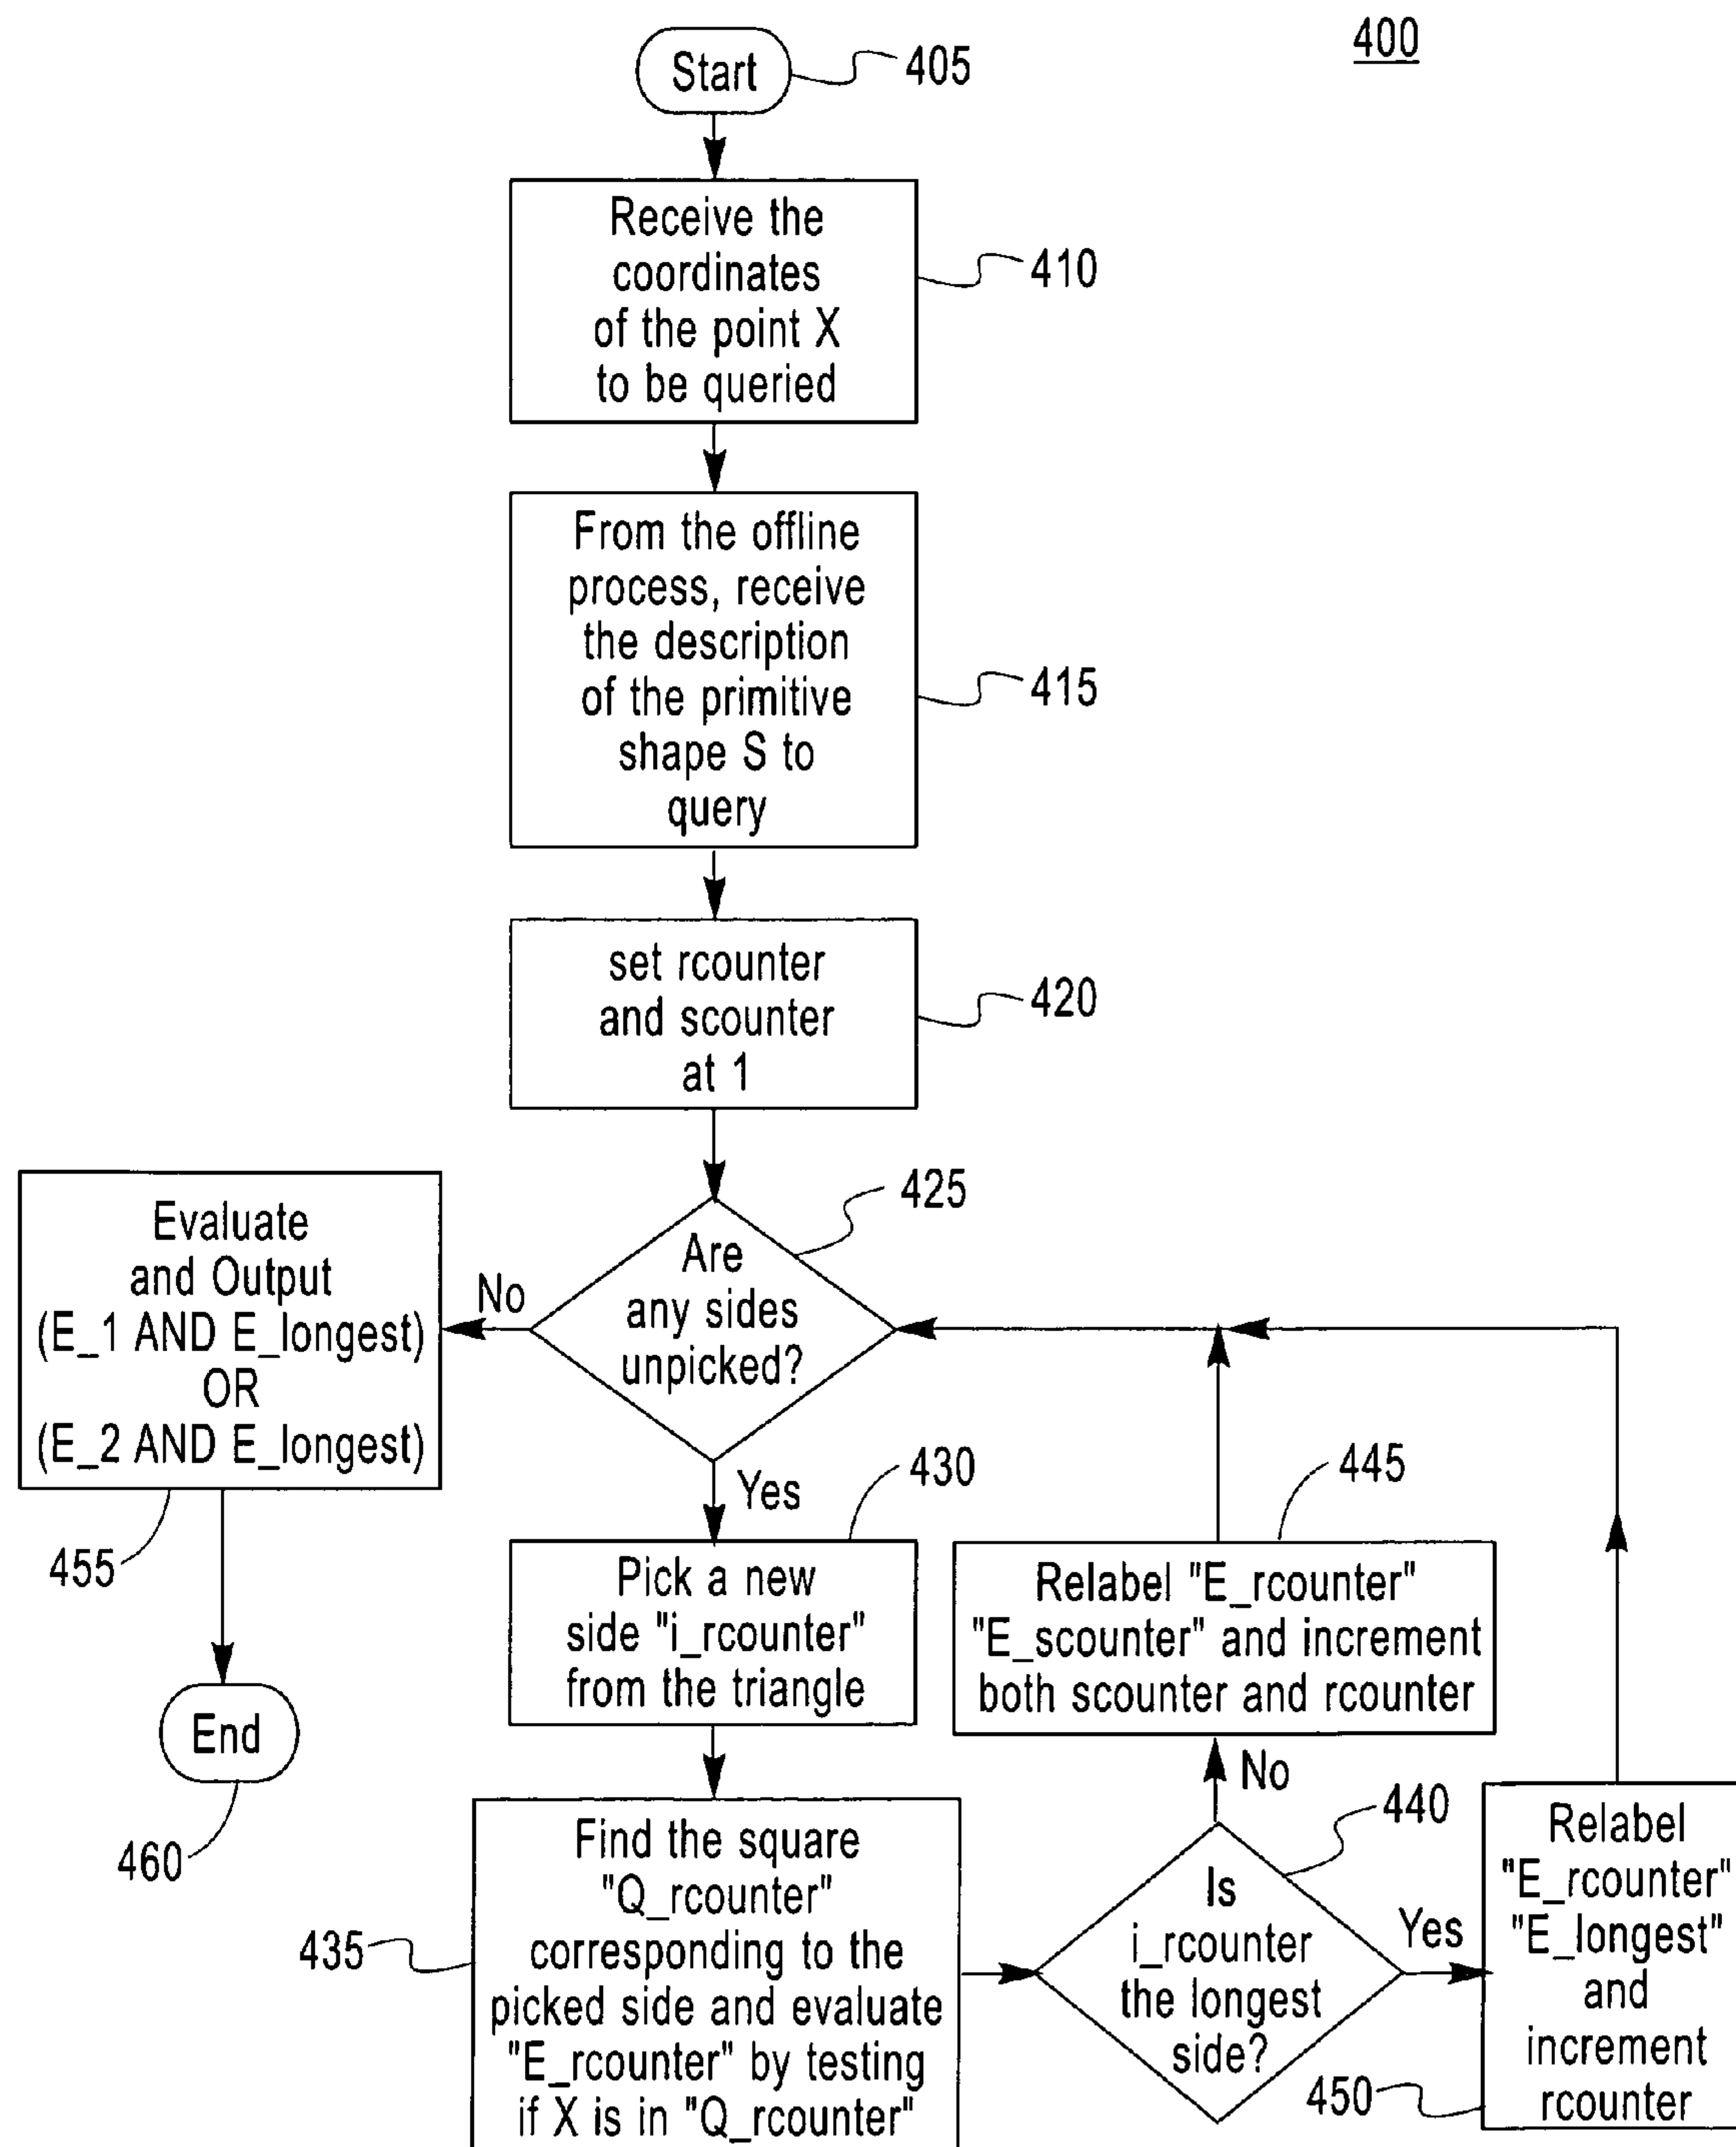 400
Start
405
Receive the
coordinates
of the point X
to be queried
410
From the offline
process, receive
the description
of the primitive
shape S to
query
415
set rcounter
and scounter
at 1
420
Are
any sides
unpicked?
425
No
Evaluate
and Output
(E_1 AND E_longest)
OR
(E_2 AND E_longest)
455
End
460
Yes
Pick a new
side "i_rcounter"
from the triangle
430
Find the square
"Q_rcounter"
corresponding to the
picked side and evaluate
"E_rcounter" by testing
if X is in "Q_rcounter"
435
Is
i_rcounter
the longest
side?
440
No
Relabel "E_rcounter"
"E_scounter" and increment
both scounter and rcounter
445
Yes
Relabel
"E_rcounter"
"E_longest"
and
increment
rcounter
450